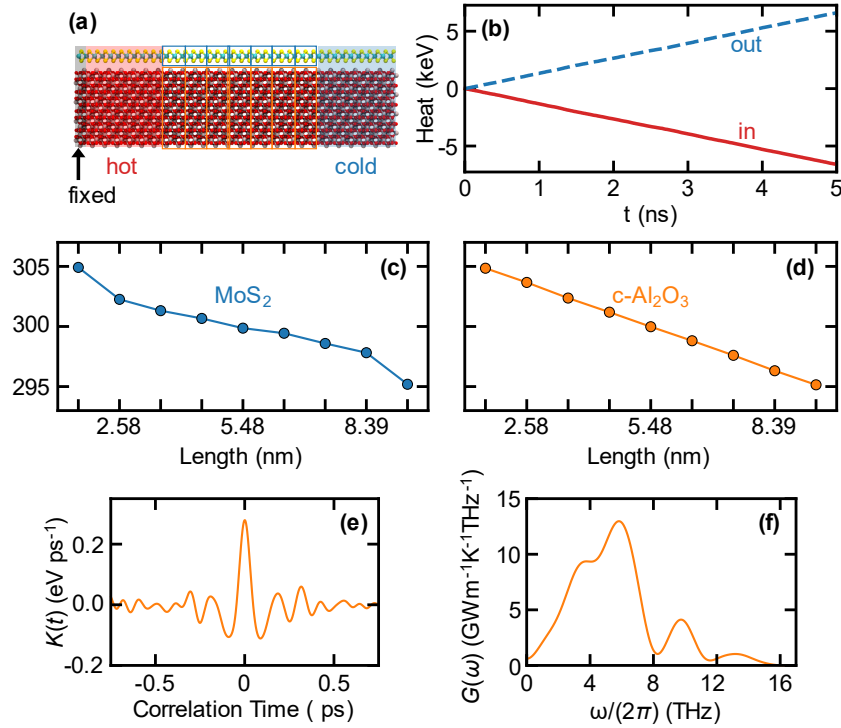 (a)
hot
cold
fixed
(b)
Heat (keV)
5
0
-5
out
in
0
1
2
3
4
5
t (ns)
(c)
305
300
295
MoS₂
2.58
5.48
8.39
Length (nm)
(d)
c-Al₂O₃
2.58
5.48
8.39
Length (nm)
(e)
K(t) (eV ps⁻¹)
0.2
0.0
-0.2
-0.5
0
0.5
Correlation Time ( ps)
(f)
G(ω) (GWm⁻¹K⁻¹THz⁻¹)
15
10
5
0
0
4
8
12
16
ω/(2π) (THz)